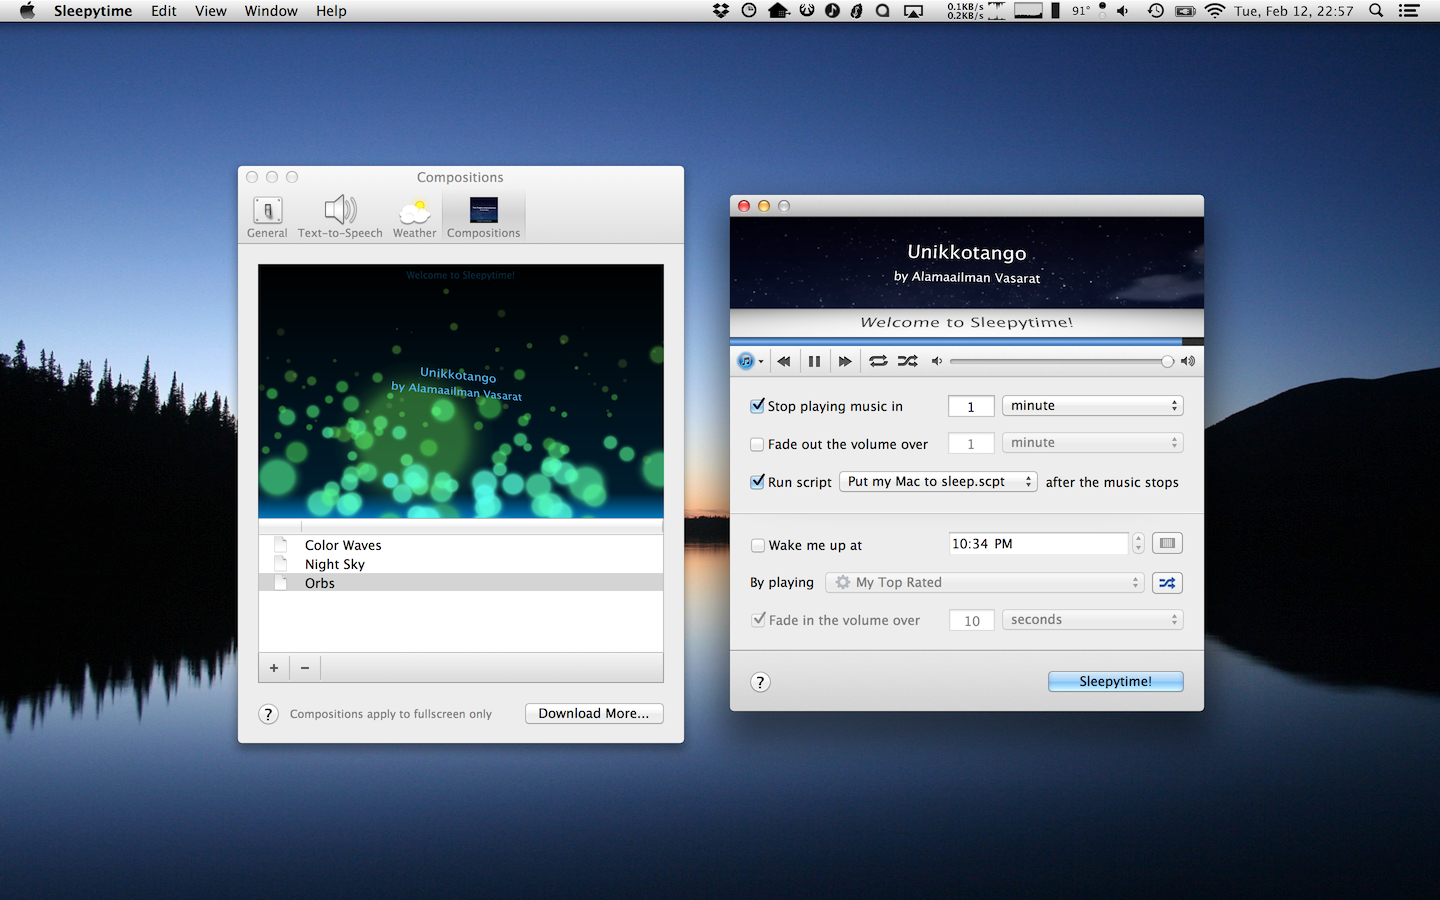 Sleepytime Edit View Window Help
0.1KB/s
0.2KB/s
91° Tue, Feb 12, 22:57
Compositions
General Text-to-Speech Weather Compositions
Welcome to Sleepytime!
Unikkotango
by Alamaailman Vasarat
Color Waves
Night Sky
Orbs
+ −
? Compositions apply to fullscreen only Download More...
Unikkotango
by Alamaailman Vasarat
Welcome to Sleepytime!
Stop playing music in 1 minute
Fade out the volume over 1 minute
Run script Put my Mac to sleep.scpt after the music stops
Wake me up at 10:34 PM
By playing My Top Rated
Fade in the volume over 10 seconds
? Sleepytime!